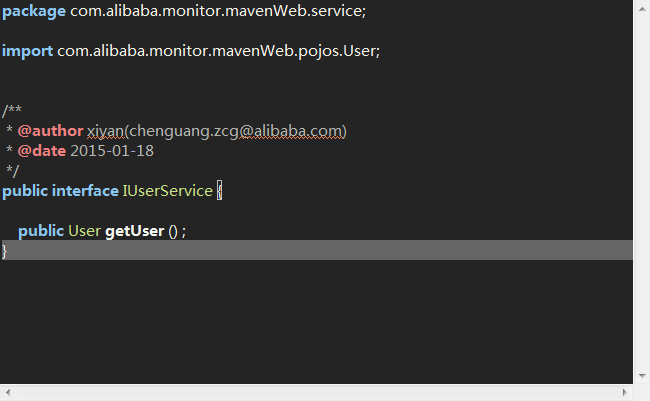 package com.alibaba.monitor.mavenWeb.service;
import com.alibaba.monitor.mavenWeb.pojos.User;
/**
* @author xiyan(chenguang.zcg@alibaba.com)
* @date 2015-01-18
*/
public interface IUserService {
public User getUser () ;
}